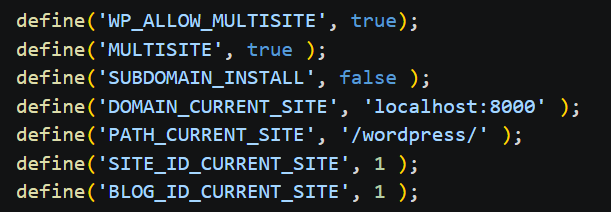 define('WP_ALLOW_MULTISITE', true);
define('MULTISITE', true );
define('SUBDOMAIN_INSTALL', false );
define('DOMAIN_CURRENT_SITE', 'localhost:8000' );
define('PATH_CURRENT_SITE', '/wordpress/' );
define('SITE_ID_CURRENT_SITE', 1 );
define('BLOG_ID_CURRENT_SITE', 1 );